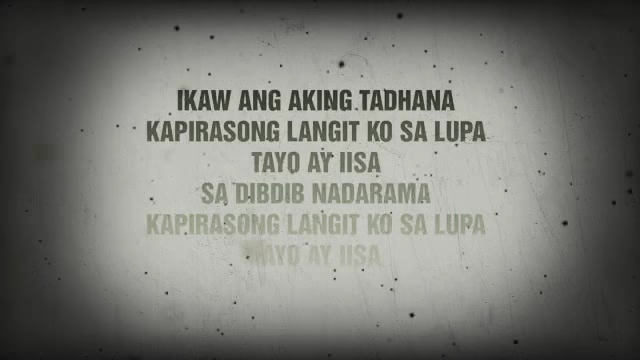 IKAW ANG AKING TADHANA
KAPIRASONG LANGIT KO SA LUPA
TAYO AY IISA
SA DIBDIB NADARAMA
KAPIRASONG LANGIT KO SA LUPA
TAYO AY IISA